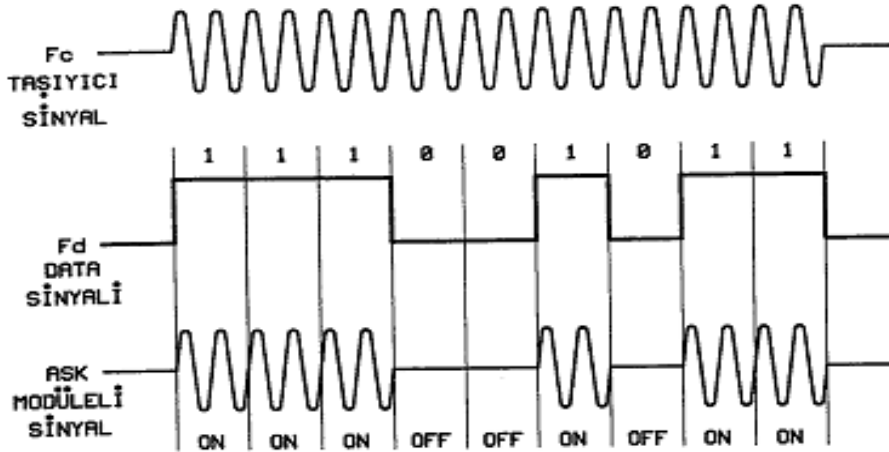 Fc
TAŞIYICI
SİNYAL
1 1 1 0 0 1 0 1 1
Fd
DATA
SİNYALİ
ASK
MODÜLELİ
SİNYAL
ON ON ON OFF OFF ON OFF ON ON